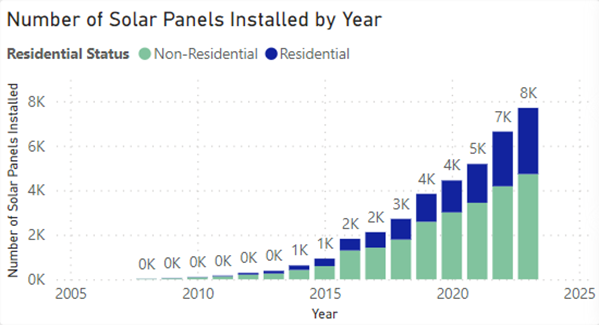 Number of Solar Panels Installed by Year
Residential Status Non-Residential Residential
Number of Solar Panels Installed
8K
6K
4K
2K
0K
0K 0K 0K 0K 0K 0K 1K 1K 2K 2K 3K 4K 4K 5K 7K 8K
2005 2010 2015 2020 2025
Year